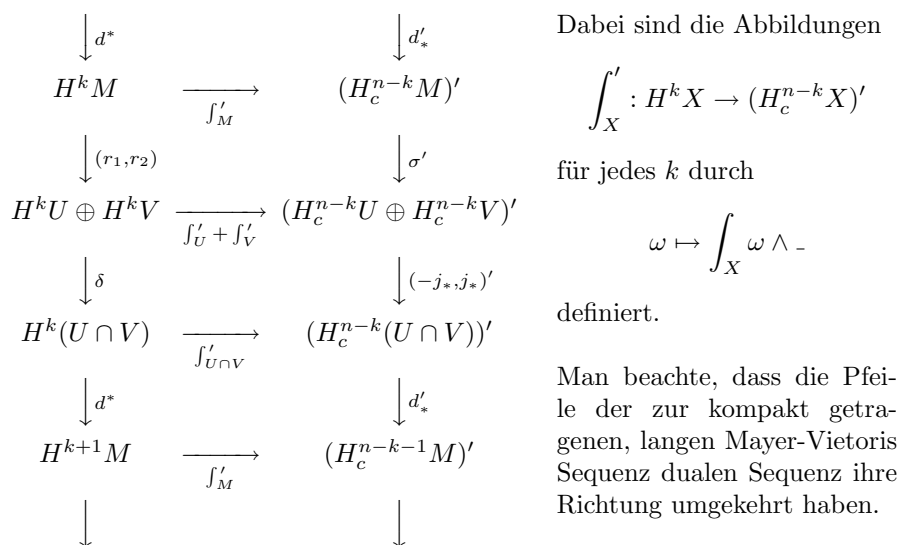 d* d′_*
H^k M ∫′_M (H_c^{n−k} M)′
(r_1,r_2) σ′
H^k U ⊕ H^k V ∫′_U + ∫′_V (H_c^{n−k} U ⊕ H_c^{n−k} V)′
δ (−j_*,j_*)′
H^k(U ∩ V) ∫′_{U∩V} (H_c^{n−k}(U ∩ V))′
d* d′_*
H^{k+1} M ∫′_M (H_c^{n−k−1} M)′
Dabei sind die Abbildungen
∫′_X : H^k X → (H_c^{n−k} X)′
für jedes k durch
ω ↦ ∫_X ω ∧ _
definiert.
Man beachte, dass die Pfei-
le der zur kompakt getra-
genen, langen Mayer-Vietoris
Sequenz dualen Sequenz ihre
Richtung umgekehrt haben.